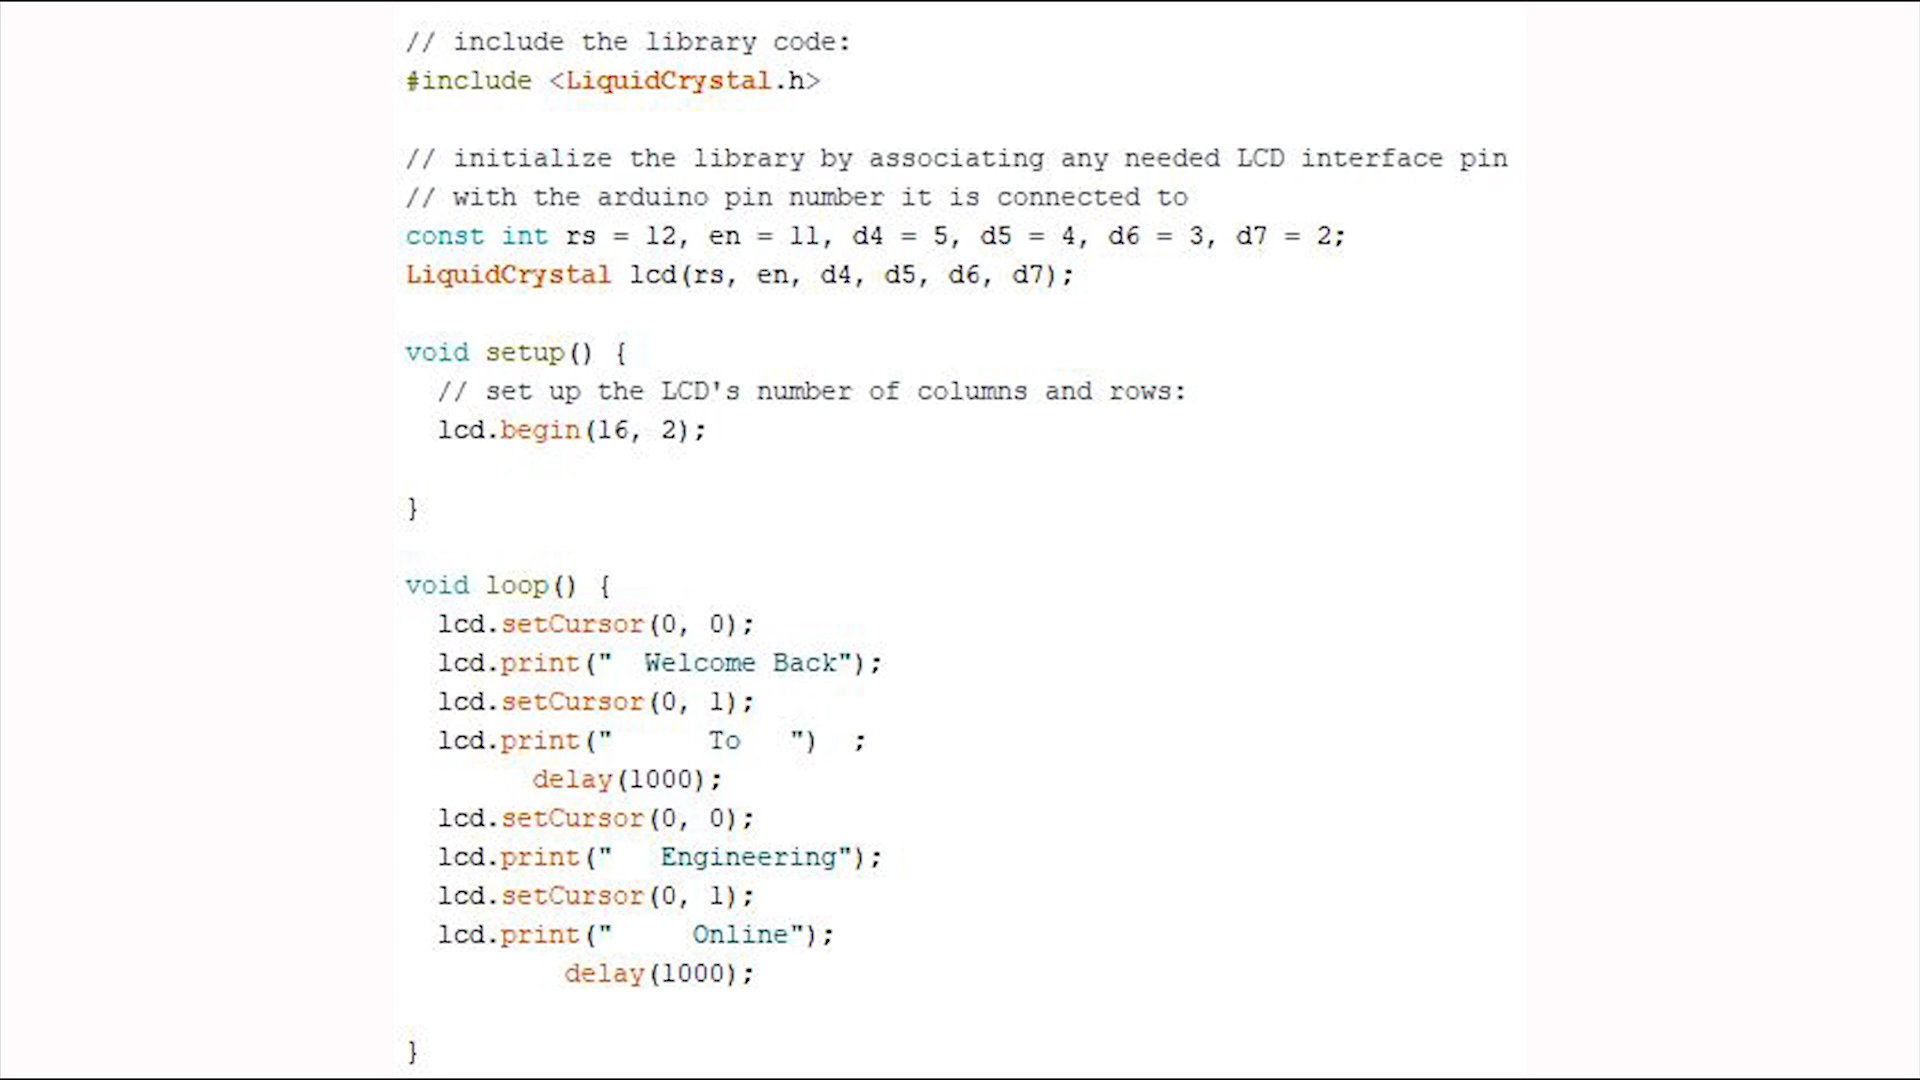 // include the library code:
#include <LiquidCrystal.h>

// initialize the library by associating any needed LCD interface pin
// with the arduino pin number it is connected to
const int rs = 12, en = 11, d4 = 5, d5 = 4, d6 = 3, d7 = 2;
LiquidCrystal lcd(rs, en, d4, d5, d6, d7);

void setup() {
  // set up the LCD's number of columns and rows:
  lcd.begin(16, 2);

}

void loop() {
  lcd.setCursor(0, 0);
  lcd.print("  Welcome Back");
  lcd.setCursor(0, 1);
  lcd.print("      To   ")  ;
        delay(1000);
  lcd.setCursor(0, 0);
  lcd.print("   Engineering");
  lcd.setCursor(0, 1);
  lcd.print("     Online");
          delay(1000);

}